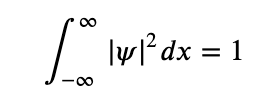 ∫_{-∞}^{∞} |ψ|² dx = 1